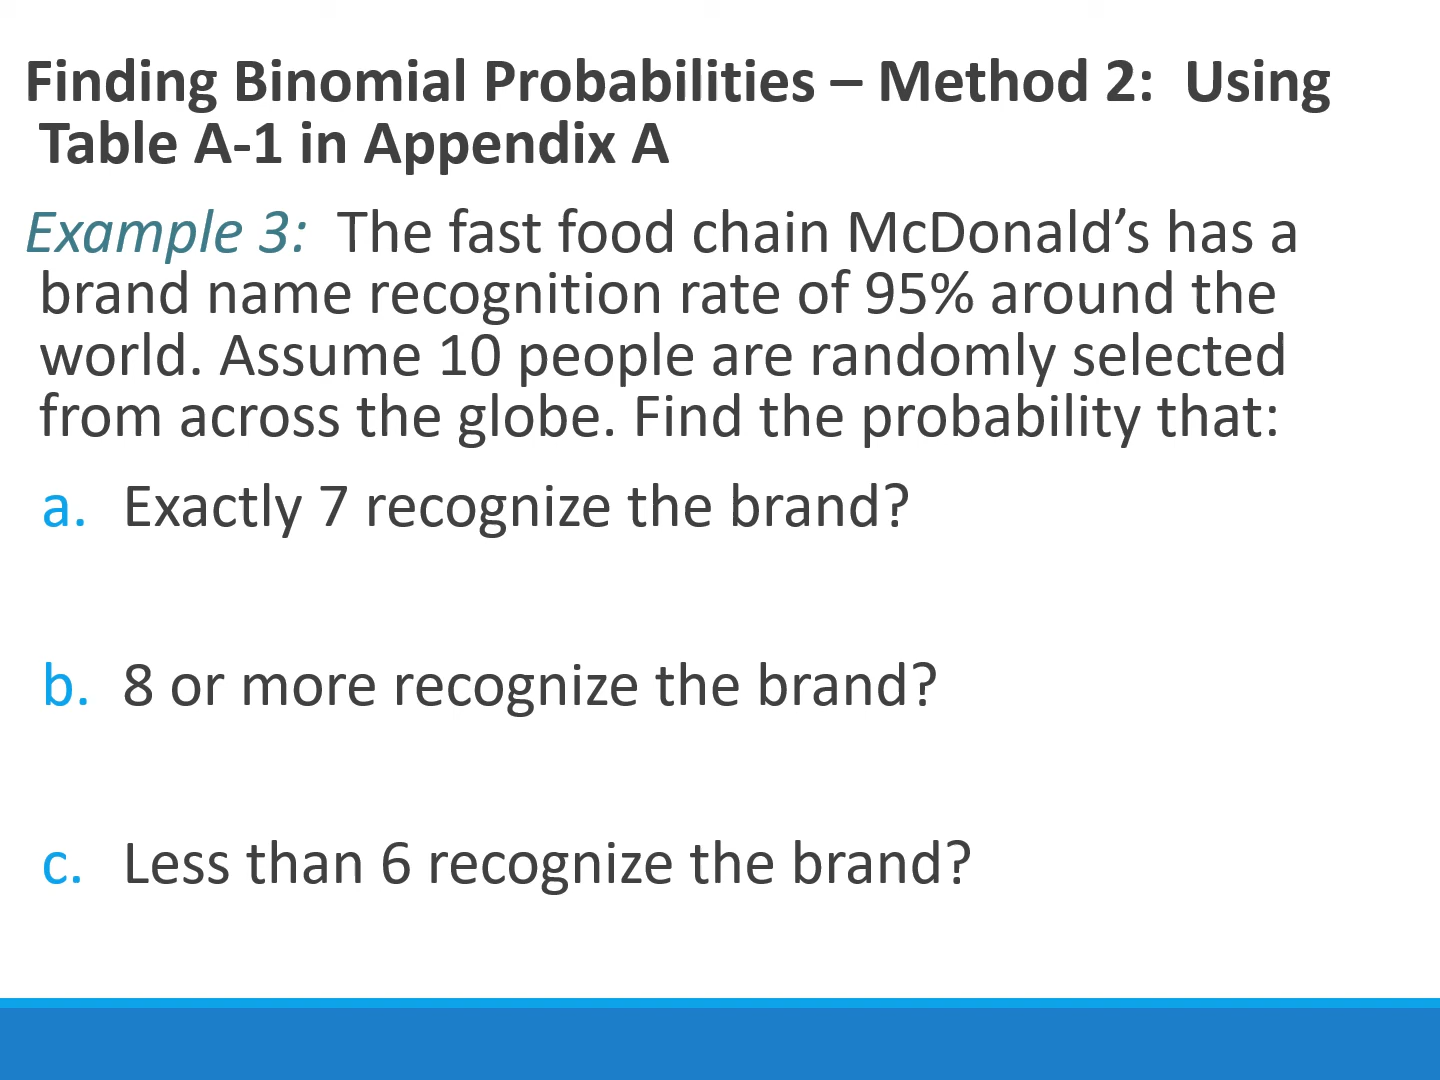 Finding Binomial Probabilities – Method 2:  Using
Table A-1 in Appendix A
Example 3:  The fast food chain McDonald’s has a
brand name recognition rate of 95% around the
world. Assume 10 people are randomly selected
from across the globe. Find the probability that:
a. Exactly 7 recognize the brand?
b. 8 or more recognize the brand?
c. Less than 6 recognize the brand?